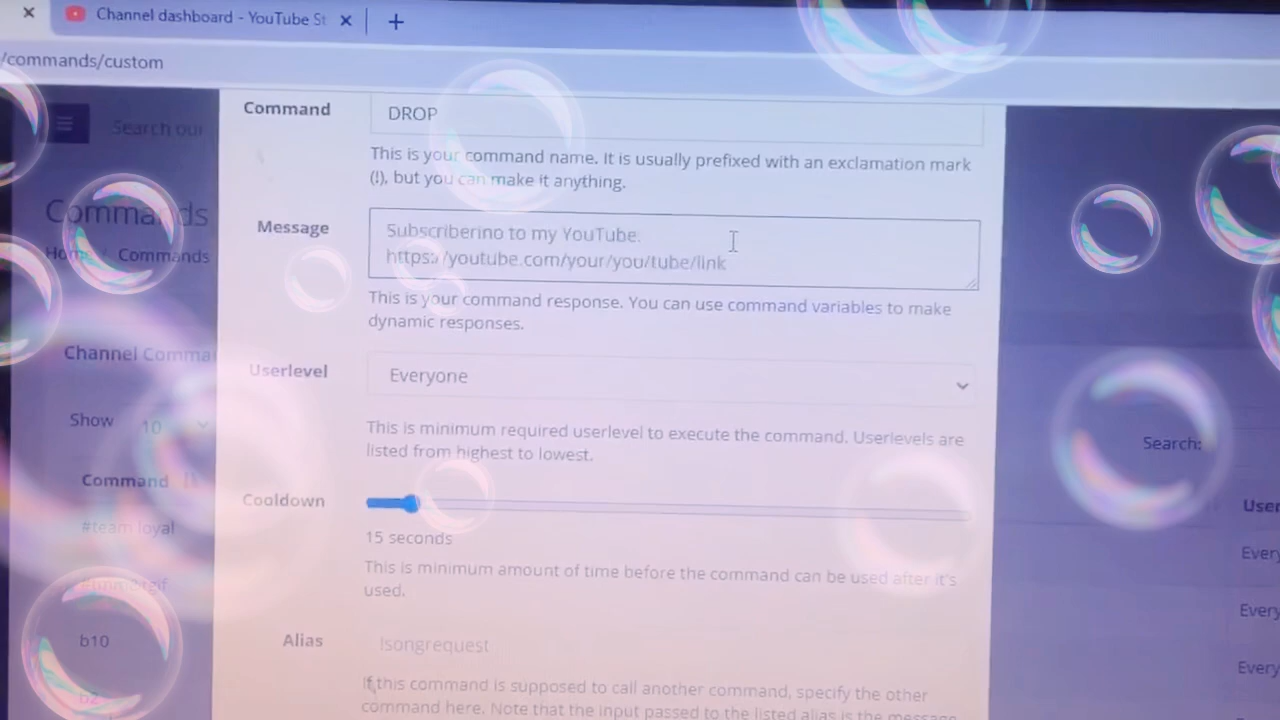 Channel dashboard - YouTube St
/commands/custom
Search our
Commands
Home / Commands
Channel Comma
Show 10
Command
#team loyal
b10
b2
Command DROP
This is your command name. It is usually prefixed with an exclamation mark
(!), but you can make it anything.
Message Subscriberino to my YouTube:
https://youtube.com/your/you/tube/link
This is your command response. You can use command variables to make
dynamic responses.
Userlevel Everyone
This is minimum required userlevel to execute the command. Userlevels are
listed from highest to lowest.
Cooldown
15 seconds
This is minimum amount of time before the command can be used after it's
used.
Alias !songrequest
If this command is supposed to call another command, specify the other
command here. Note that the input passed to the listed alias is the message
Search:
User
Every
Every
Every